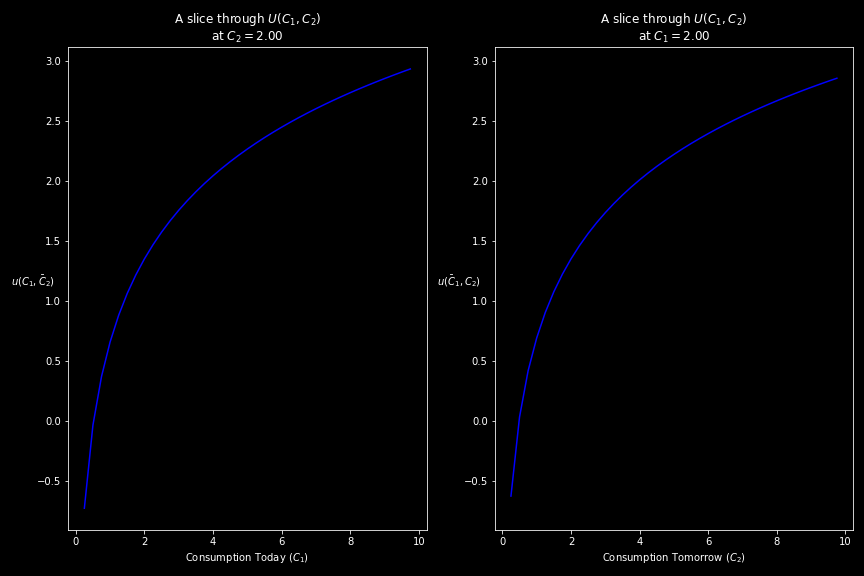 A slice through U(C₁, C₂)
at C₂ = 2.00
3.0
2.5
2.0
1.5
u(C₁, C̄₂)
1.0
0.5
0.0
−0.5
0 2 4 6 8 10
Consumption Today (C₁)
A slice through U(C₁, C₂)
at C₁ = 2.00
3.0
2.5
2.0
1.5
u(C̄₁, C₂)
1.0
0.5
0.0
−0.5
0 2 4 6 8 10
Consumption Tomorrow (C₂)